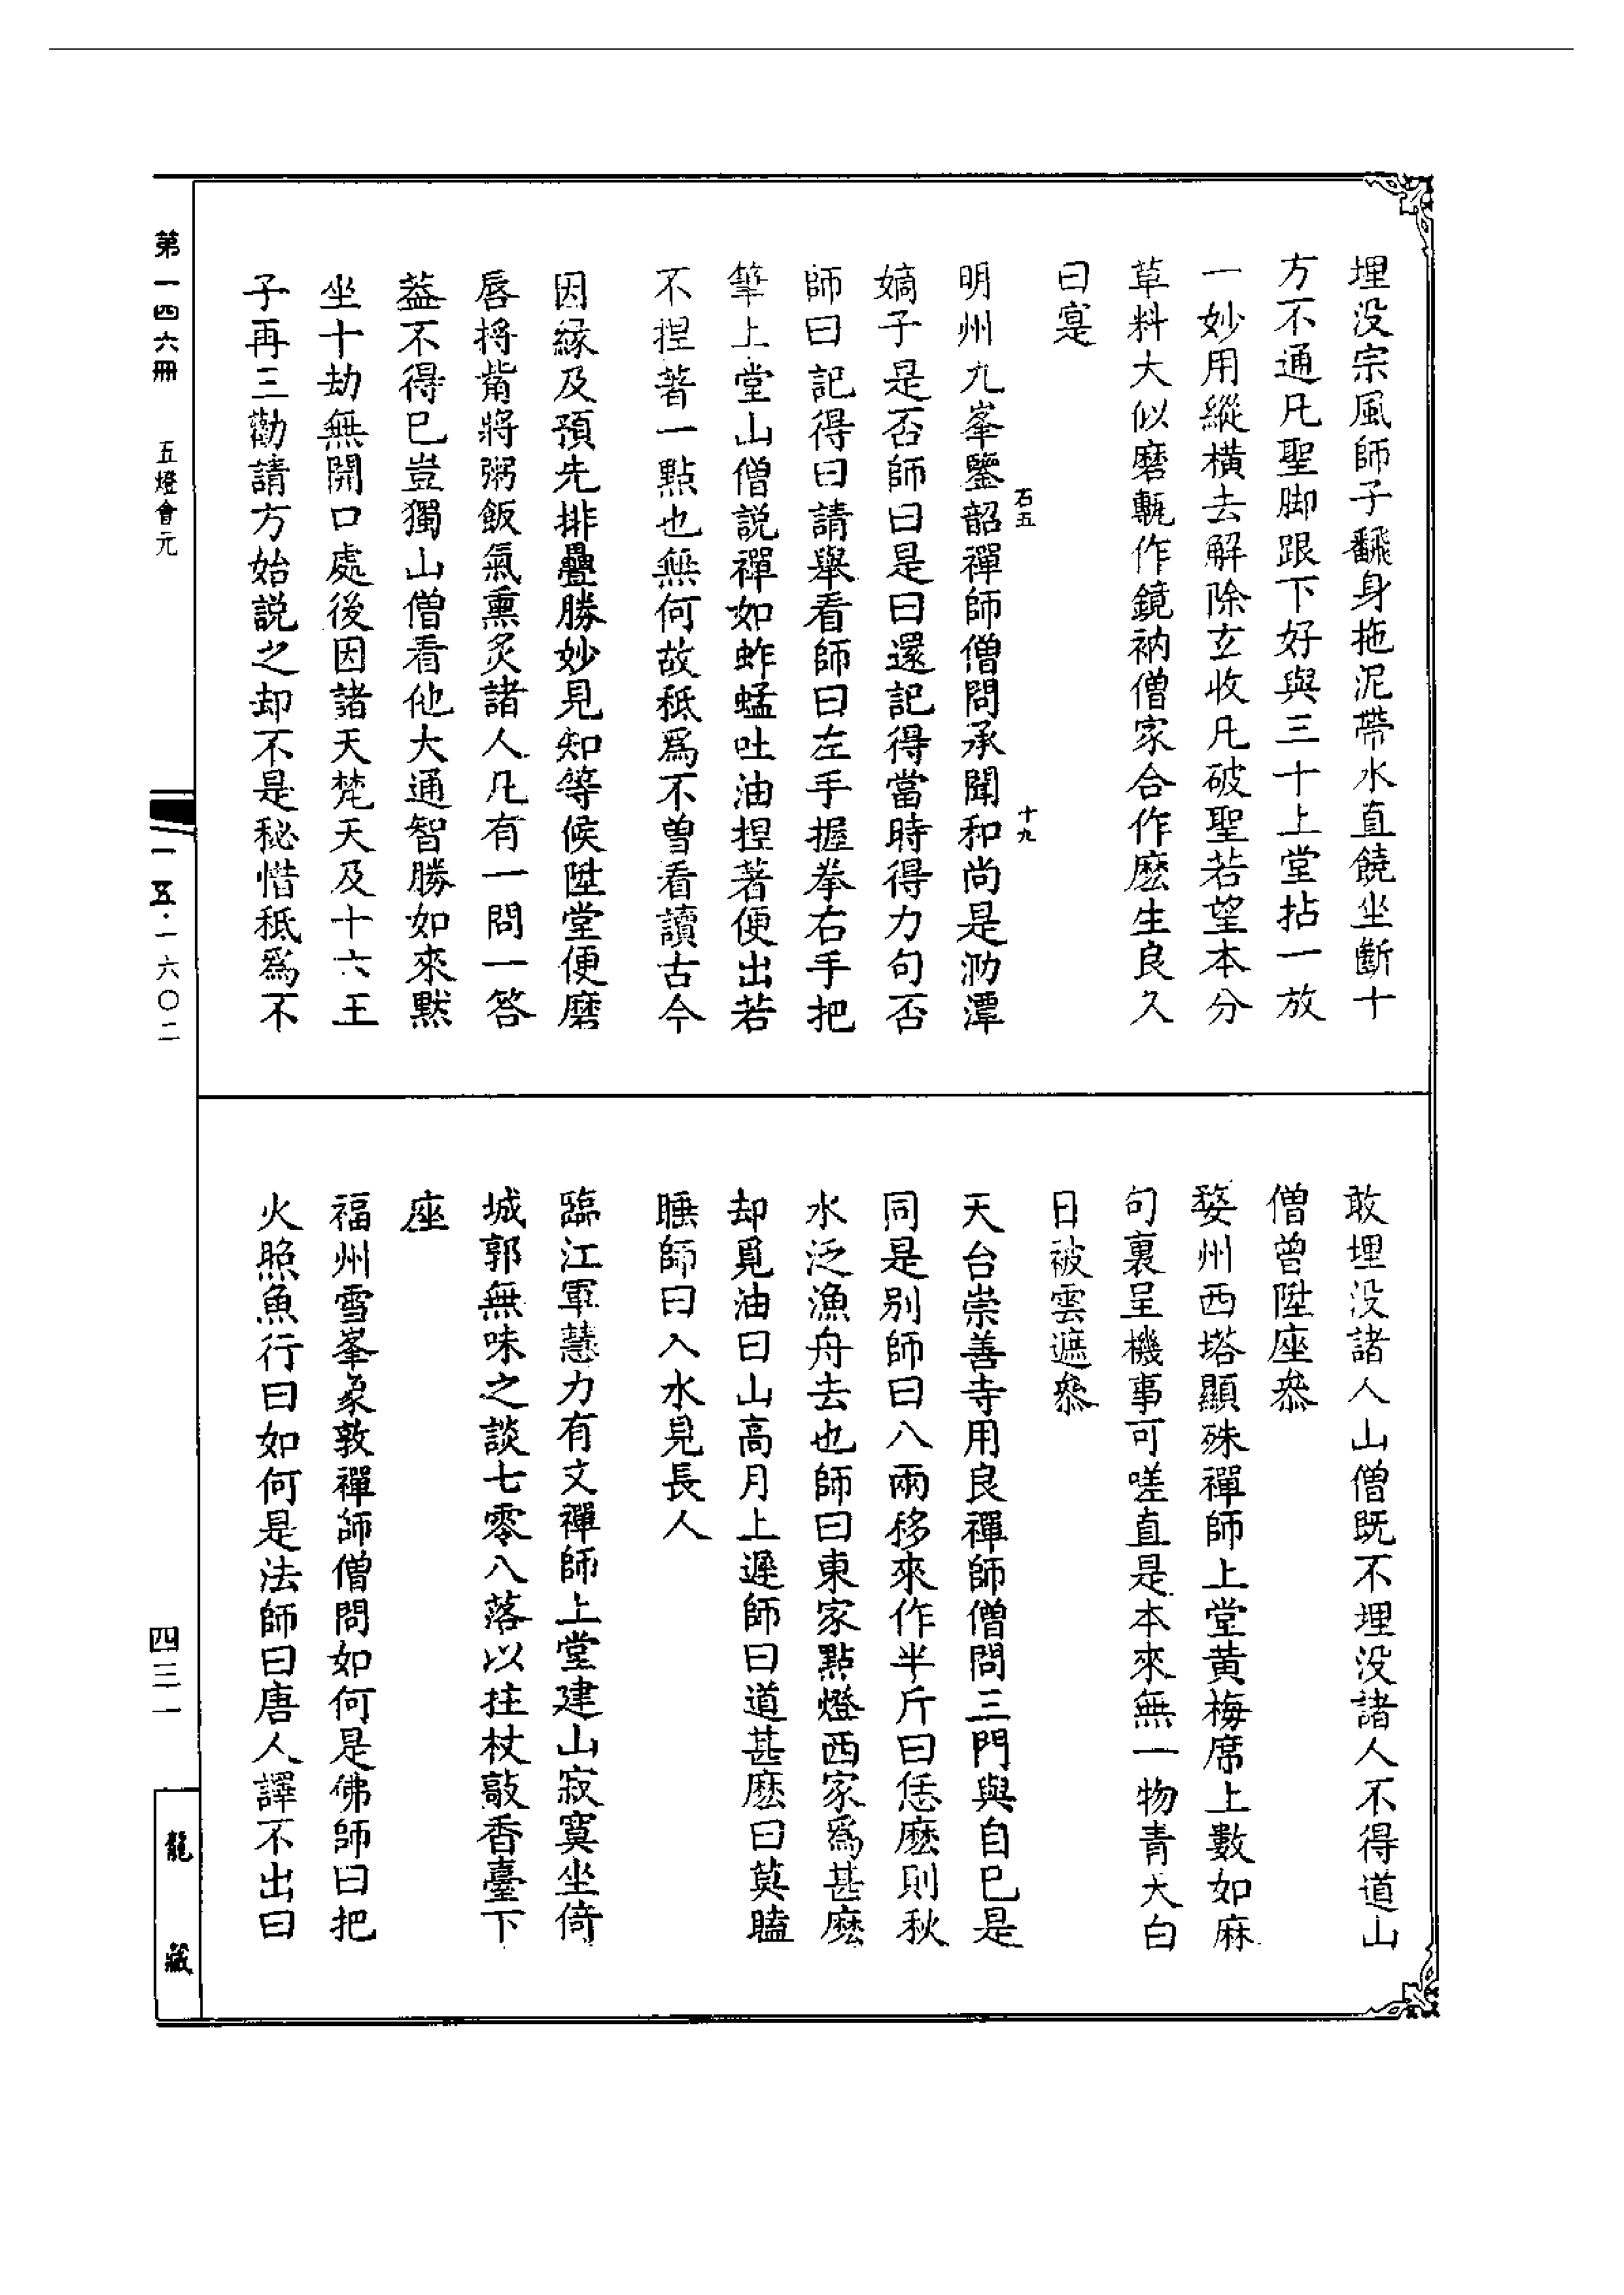 埋没宗風師子飜身拖泥帶水直饒坐斷十
方不通凡聖脚跟下好與三十上堂拈一放
一妙用縱橫去解除玄收凡破聖若望本分
草料大似磨甎作鏡衲僧家合作麽生良久
曰寔
石五
十九
明州九峯鑒韶禪師僧問承聞和尚是泐潭
嫡子是否師曰是曰還記得當時得力句否
師曰記得曰請舉看師曰左手握拳右手把
筆上堂山僧説禪如蚱蜢吐油捏著便出若
不捏著一點也無何故秖爲不曾看讀古今
因緣及預先排疊勝妙見知等候陞堂便磨
唇捋觜將粥飯氣熏炙諸人凡有一問一答
葢不得已豈獨山僧看他大通智勝如來默
坐十劫無開口處後因諸天梵天及十六王
子再三勸請方始説之却不是秘惜秖爲不
敢埋没諸人山僧既不埋没諸人不得道山
僧曾陞座叅
婺州西塔顯殊禪師上堂黄梅席上數如麻
句裏呈機事可嗟直是本來無一物青天白
日被雲遮叅
天台崇善寺用良禪師僧問三門與自己是
同是别師曰八兩移來作半斤曰恁麽則秋
水泛漁舟去也師曰東家點燈西家爲甚麽
却覓油曰山高月上遲師曰道甚麽曰莫瞌
睡師曰入水見長人
臨江軍慧力有文禪師上堂建山寂寞坐倚
城郭無味之談七零八落以拄杖敲香臺下
座
福州雪峯象敦禪師僧問如何是佛師曰把
火照魚行曰如何是法師曰唐人譯不出曰
第一四六冊
五燈會元
一五·一六〇二
四三一
龍藏